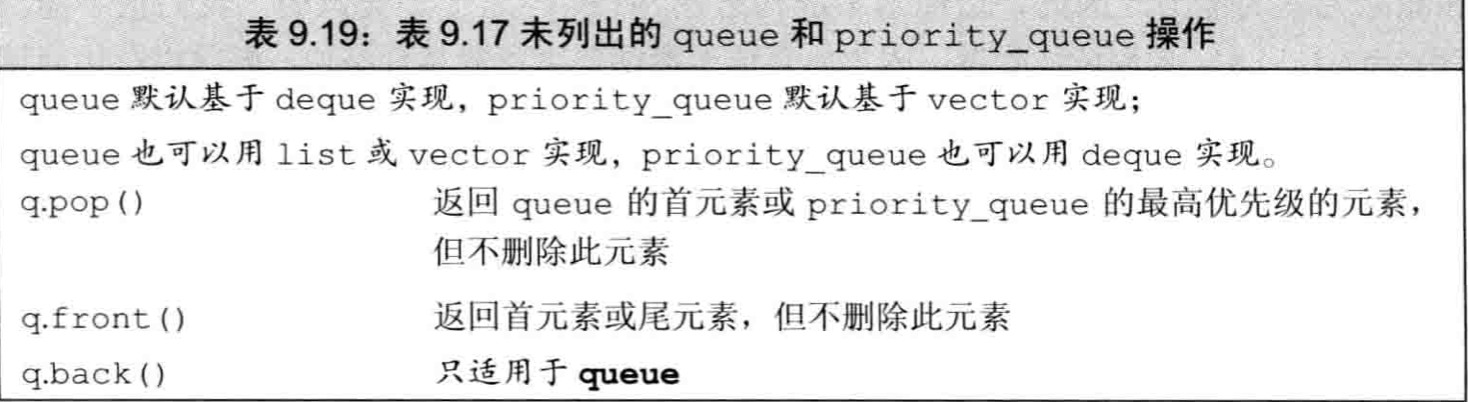 表 9.19：表 9.17 未列出的 queue 和 priority_queue 操作
queue 默认基于 deque 实现，priority_queue 默认基于 vector 实现；
queue 也可以用 list 或 vector 实现，priority_queue 也可以用 deque 实现。
q.pop() 返回 queue 的首元素或 priority_queue 的最高优先级的元素，
但不删除此元素
q.front() 返回首元素或尾元素，但不删除此元素
q.back() 只适用于 queue